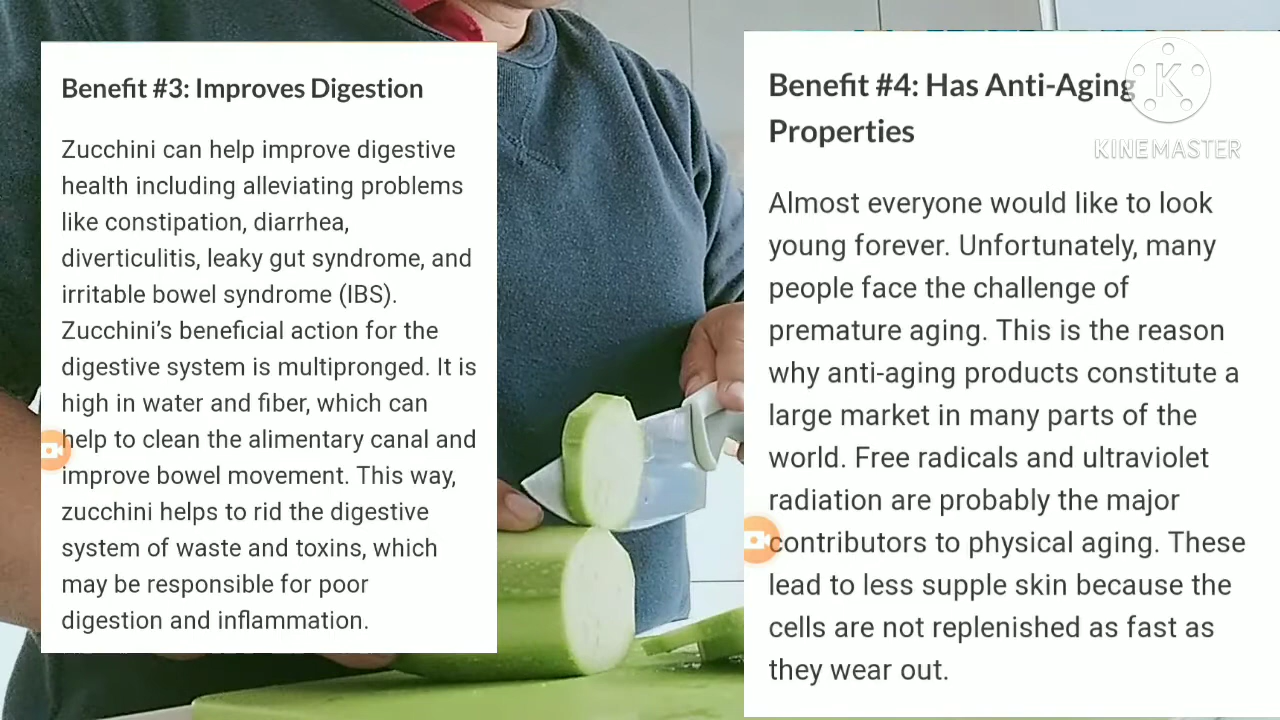 Benefit #3: Improves Digestion
Zucchini can help improve digestive
health including alleviating problems
like constipation, diarrhea,
diverticulitis, leaky gut syndrome, and
irritable bowel syndrome (IBS).
Zucchini’s beneficial action for the
digestive system is multipronged. It is
high in water and fiber, which can
help to clean the alimentary canal and
improve bowel movement. This way,
zucchini helps to rid the digestive
system of waste and toxins, which
may be responsible for poor
digestion and inflammation.
Benefit #4: Has Anti-Aging
Properties
Almost everyone would like to look
young forever. Unfortunately, many
people face the challenge of
premature aging. This is the reason
why anti-aging products constitute a
large market in many parts of the
world. Free radicals and ultraviolet
radiation are probably the major
contributors to physical aging. These
lead to less supple skin because the
cells are not replenished as fast as
they wear out.
K
KINEMASTER